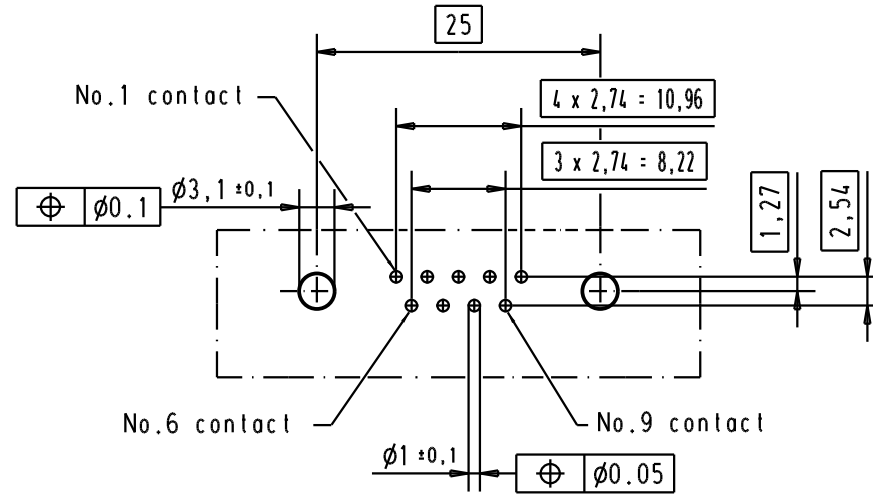 25
No.1 contact
4 x 2,74 = 10,96
3 x 2,74 = 8,22
⌖ Ø0.1
Ø3,1 ±0,1
1,27
2,54
No.6 contact
No.9 contact
Ø1 ±0,1
⌖ Ø0.05